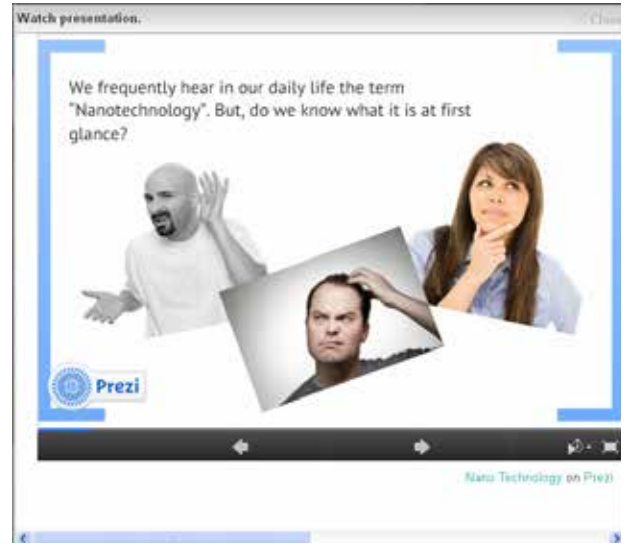 Watch presentation.
Close
We frequently hear in our daily life the term
"Nanotechnology". But, do we know what it is at first
glance?
Prezi
Nano Technology on Prezi